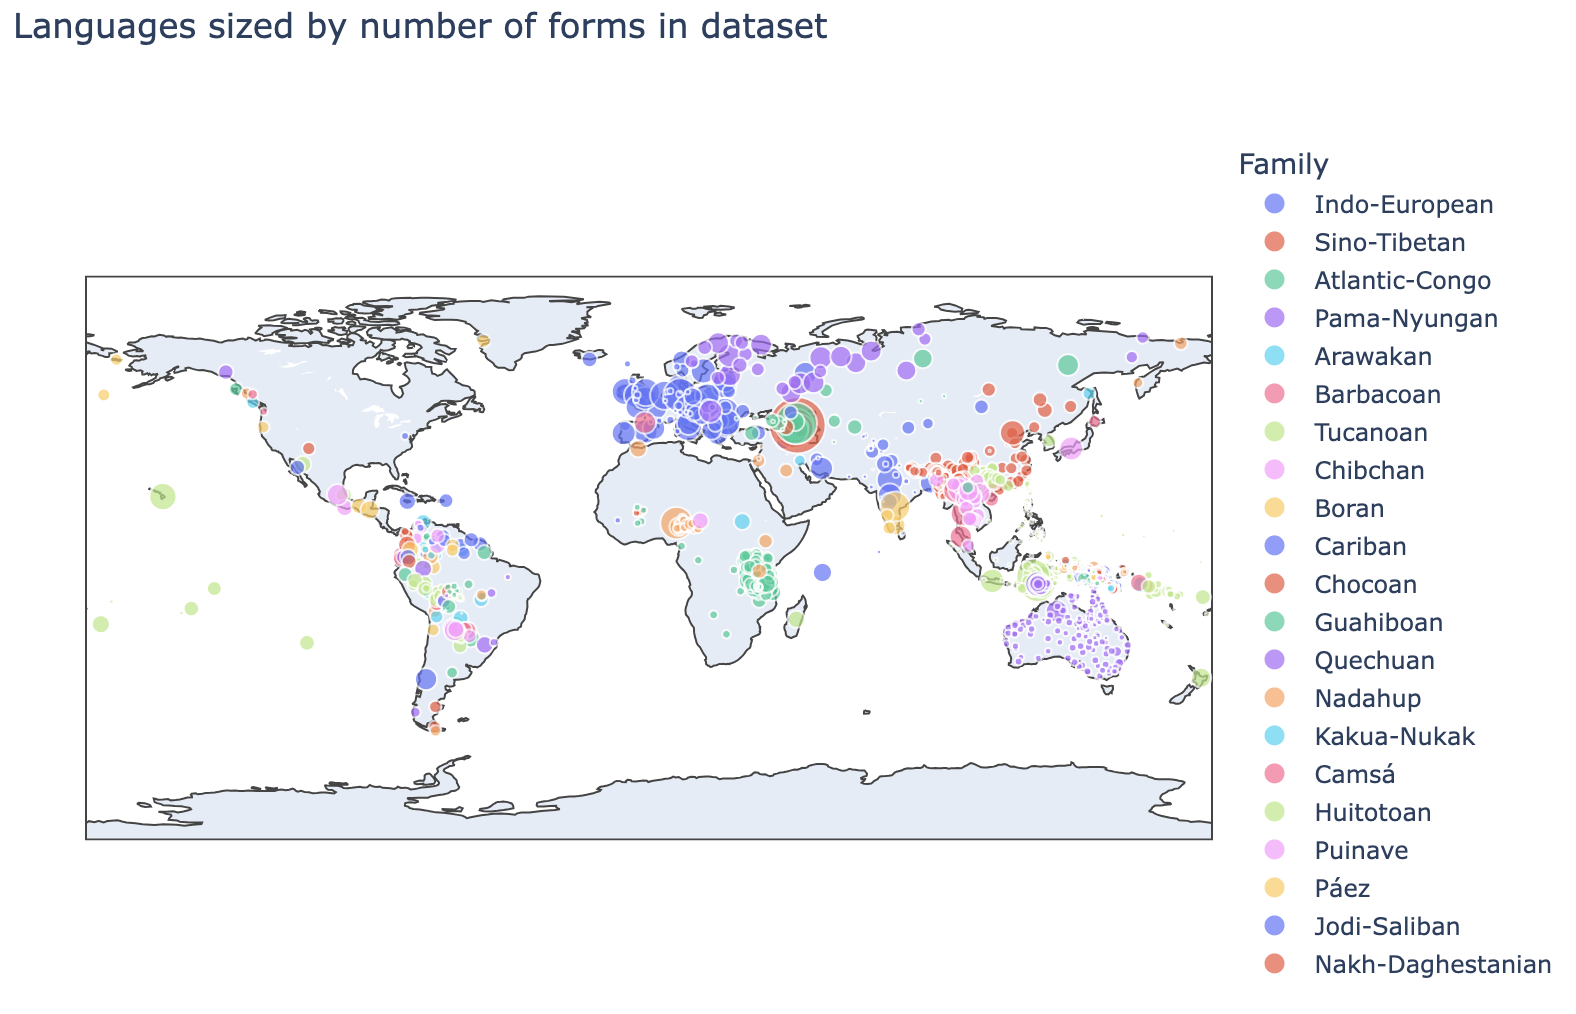 Languages sized by number of forms in dataset
Family
Indo-European
Sino-Tibetan
Atlantic-Congo
Pama-Nyungan
Arawakan
Barbacoan
Tucanoan
Chibchan
Boran
Cariban
Chocoan
Guahiboan
Quechuan
Nadahup
Kakua-Nukak
Camsá
Huitotoan
Puinave
Páez
Jodi-Saliban
Nakh-Daghestanian